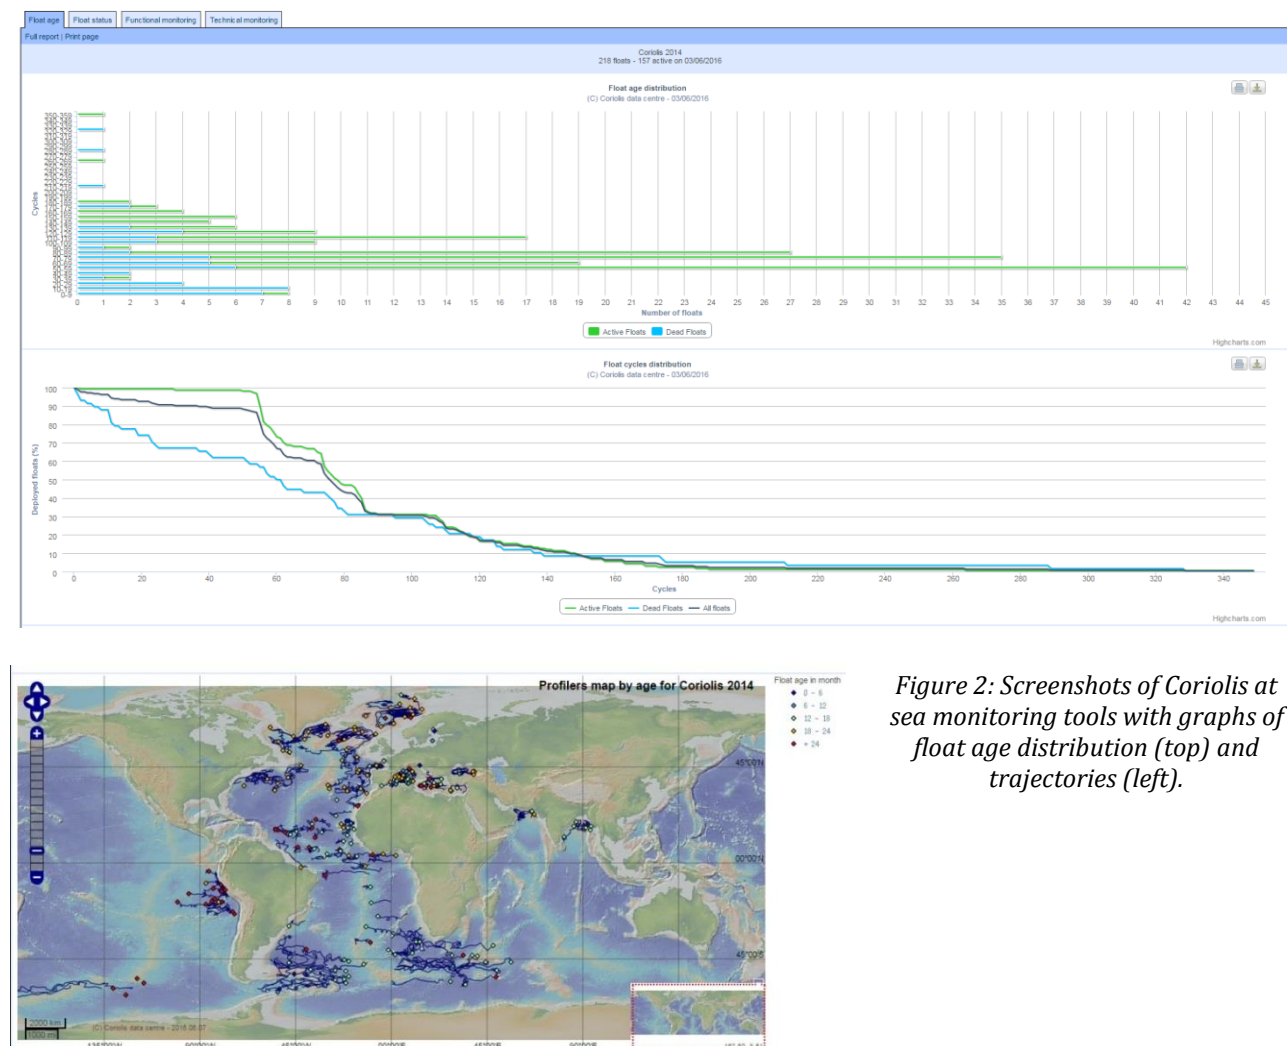 Float age
Float status
Functional monitoring
Technical monitoring
Full report | Print page
Coriolis 2014
218 floats - 157 active on 03/06/2016
Float age distribution
(C) Coriolis data centre - 03/06/2016
Cycles
0 1 2 3 4 5 6 7 8 9 10 11 12 13 14 15 16 17 18 19 20 21 22 23 24 25 26 27 28 29 30 31 32 33 34 35 36 37 38 39 40 41 42 43 44 45
Number of floats
Active Floats Dead Floats
Highcharts.com
Float cycles distribution
(C) Coriolis data centre - 03/06/2016
Deployed floats (%)
100
90
80
70
60
50
40
30
20
10
0
0 20 40 60 80 100 120 140 160 180 200 220 240 260 280 300 320 340
Cycles
Active Floats Dead Floats All floats
Highcharts.com
Profilers map by age for Coriolis 2014
Float age in month
0 - 6
6 - 12
12 - 18
18 - 24
+ 24
45°00'N
00°00'N
45°00'S
2000 km
1000 mi
(C) Coriolis data centre - 2016.06.07
Figure 2: Screenshots of Coriolis at
sea monitoring tools with graphs of
float age distribution (top) and
trajectories (left).